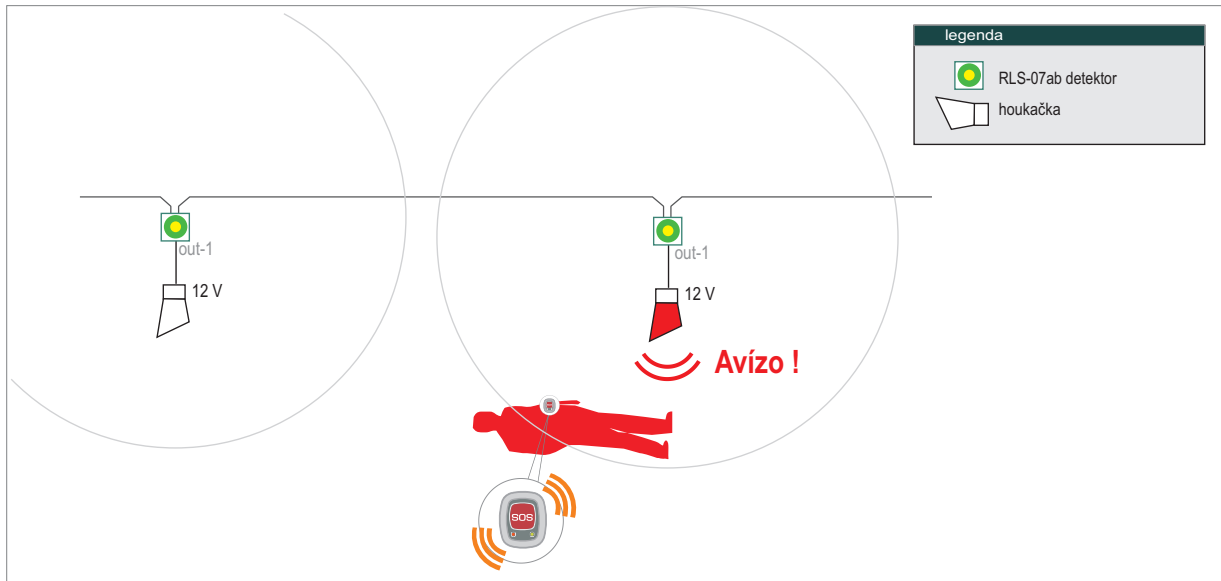 legenda
RLS-07ab detektor
houkačka
out-1
out-1
12 V
12 V
Avízo !
SOS